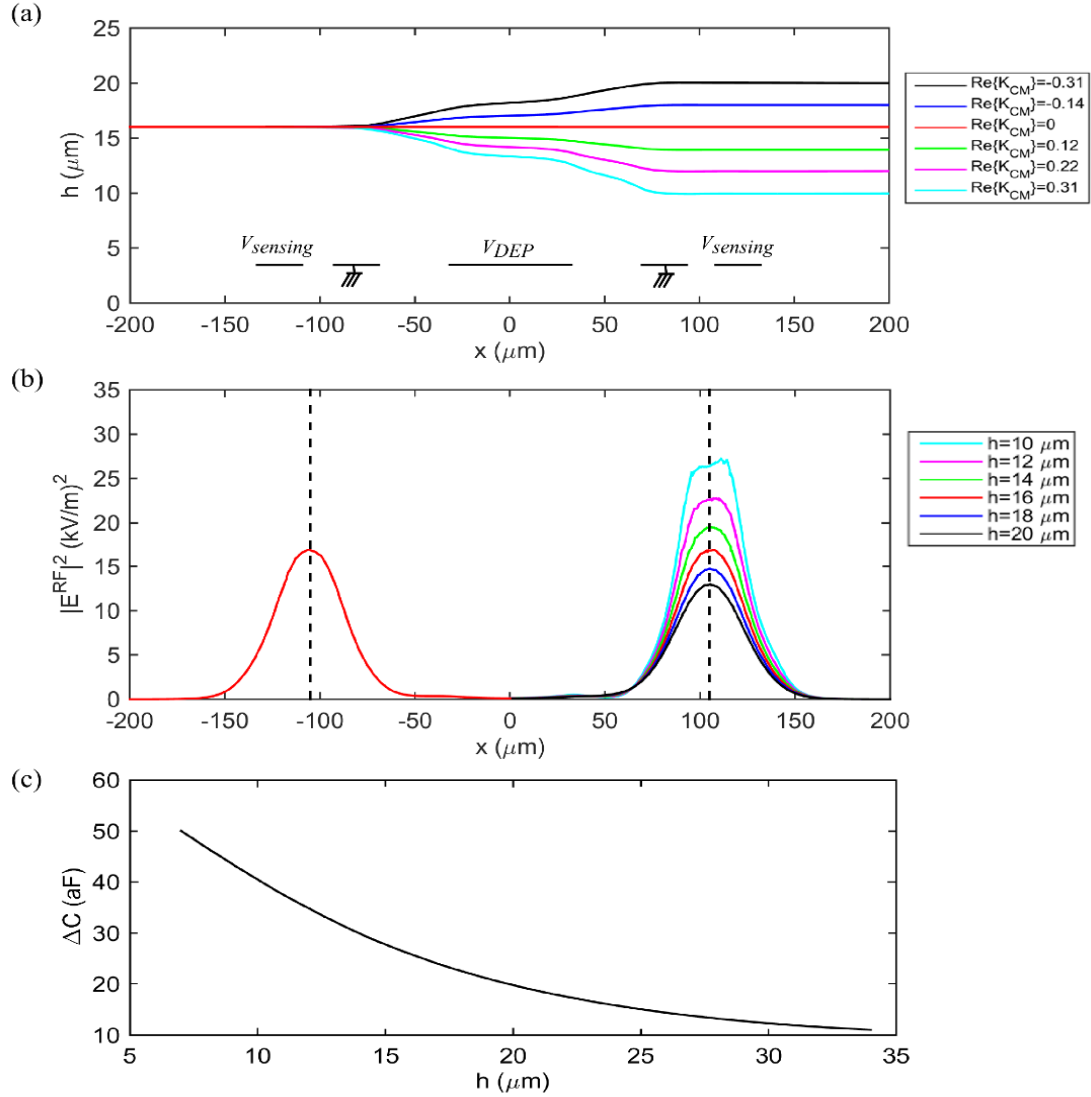 (a)
25
20
15
10
5
0
h (μm)
V_sensing
V_DEP
V_sensing
-200 -150 -100 -50 0 50 100 150 200
x (μm)
Re{K_CM}=-0.31
Re{K_CM}=-0.14
Re{K_CM}=0
Re{K_CM}=0.12
Re{K_CM}=0.22
Re{K_CM}=0.31
(b)
35
30
25
20
15
10
5
0
|E^RF|^2 (kV/m)^2
-200 -150 -100 -50 0 50 100 150 200
x (μm)
h=10 μm
h=12 μm
h=14 μm
h=16 μm
h=18 μm
h=20 μm
(c)
60
50
40
30
20
10
ΔC (aF)
5 10 15 20 25 30 35
h (μm)